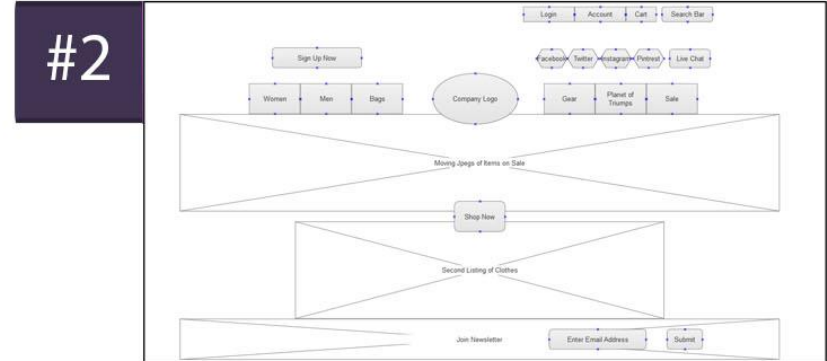 #2
Login Account Cart Search Bar
Sign Up Now
Facebook Twitter Instagram Pintrest Live Chat
Women Men Bags Company Logo Gear Planet of Triumps Sale
Moving Jpegs of Items on Sale
Shop Now
Second Listing of Clothes
Join Newsletter Enter Email Address Submit